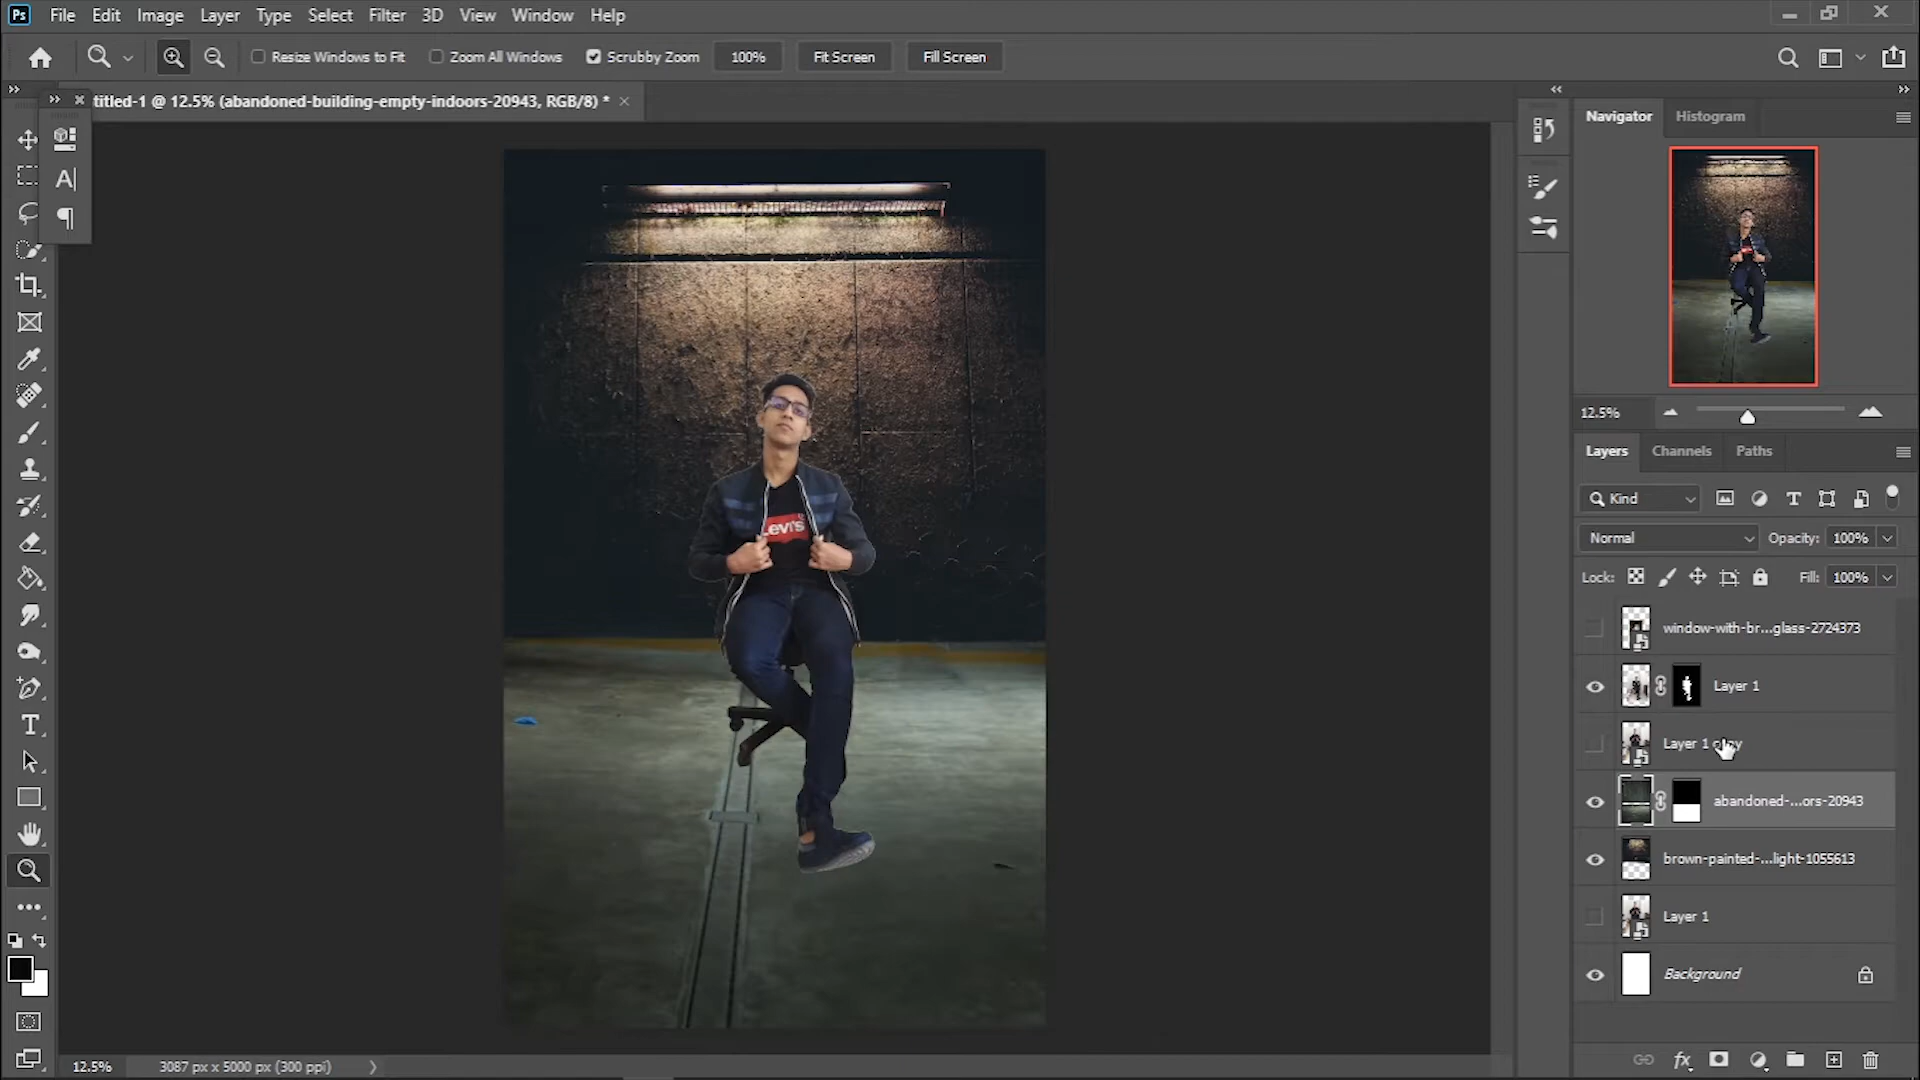 Ps File Edit Image Layer Type Select Filter 3D View Window Help
Resize Windows to Fit Zoom All Windows Scrubby Zoom 100% Fit Screen Fill Screen
titled-1 @ 12.5% (abandoned-building-empty-indoors-20943, RGB/8) *
Navigator Histogram
12.5%
Layers Channels Paths
Kind
Normal Opacity: 100%
Lock: Fill: 100%
window-with-br...glass-2724373
Layer 1
Layer 1 copy
abandoned-...ors-20943
brown-painted-...light-1055613
Layer 1
Background
Levi's
12.5% 3087 px x 5000 px (300 ppi)